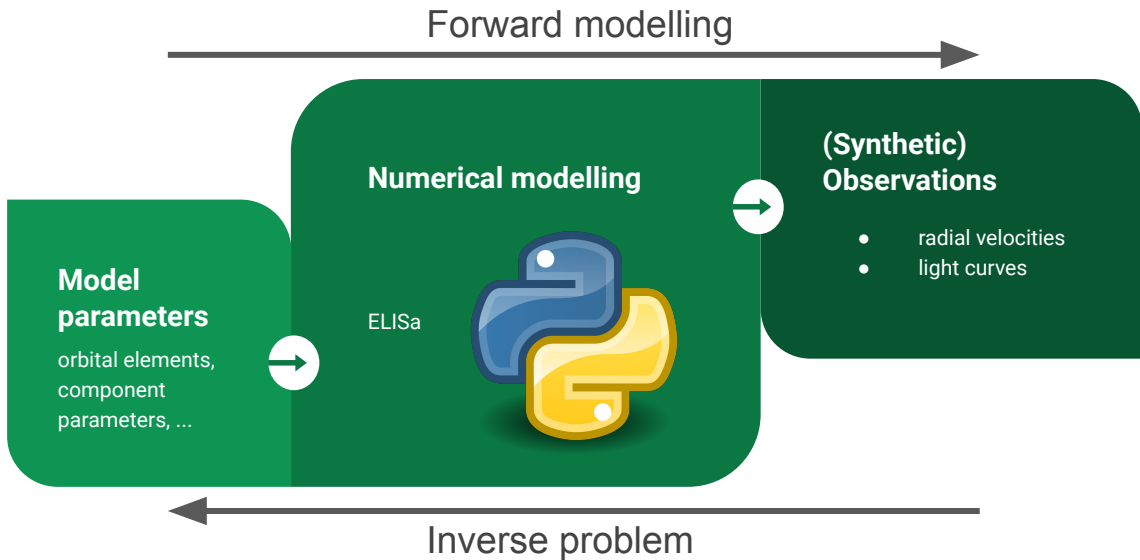 Forward modelling
Model
parameters
orbital elements,
component
parameters, ...
Numerical modelling
ELISa
(Synthetic)
Observations
● radial velocities
● light curves
Inverse problem